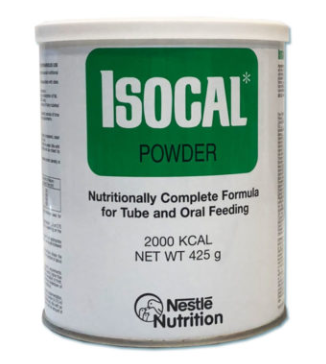 ISOCAL*
POWDER
Nutritionally Complete Formula
for Tube and Oral Feeding
2000 KCAL
NET WT 425 g
Nestlé
Nutrition